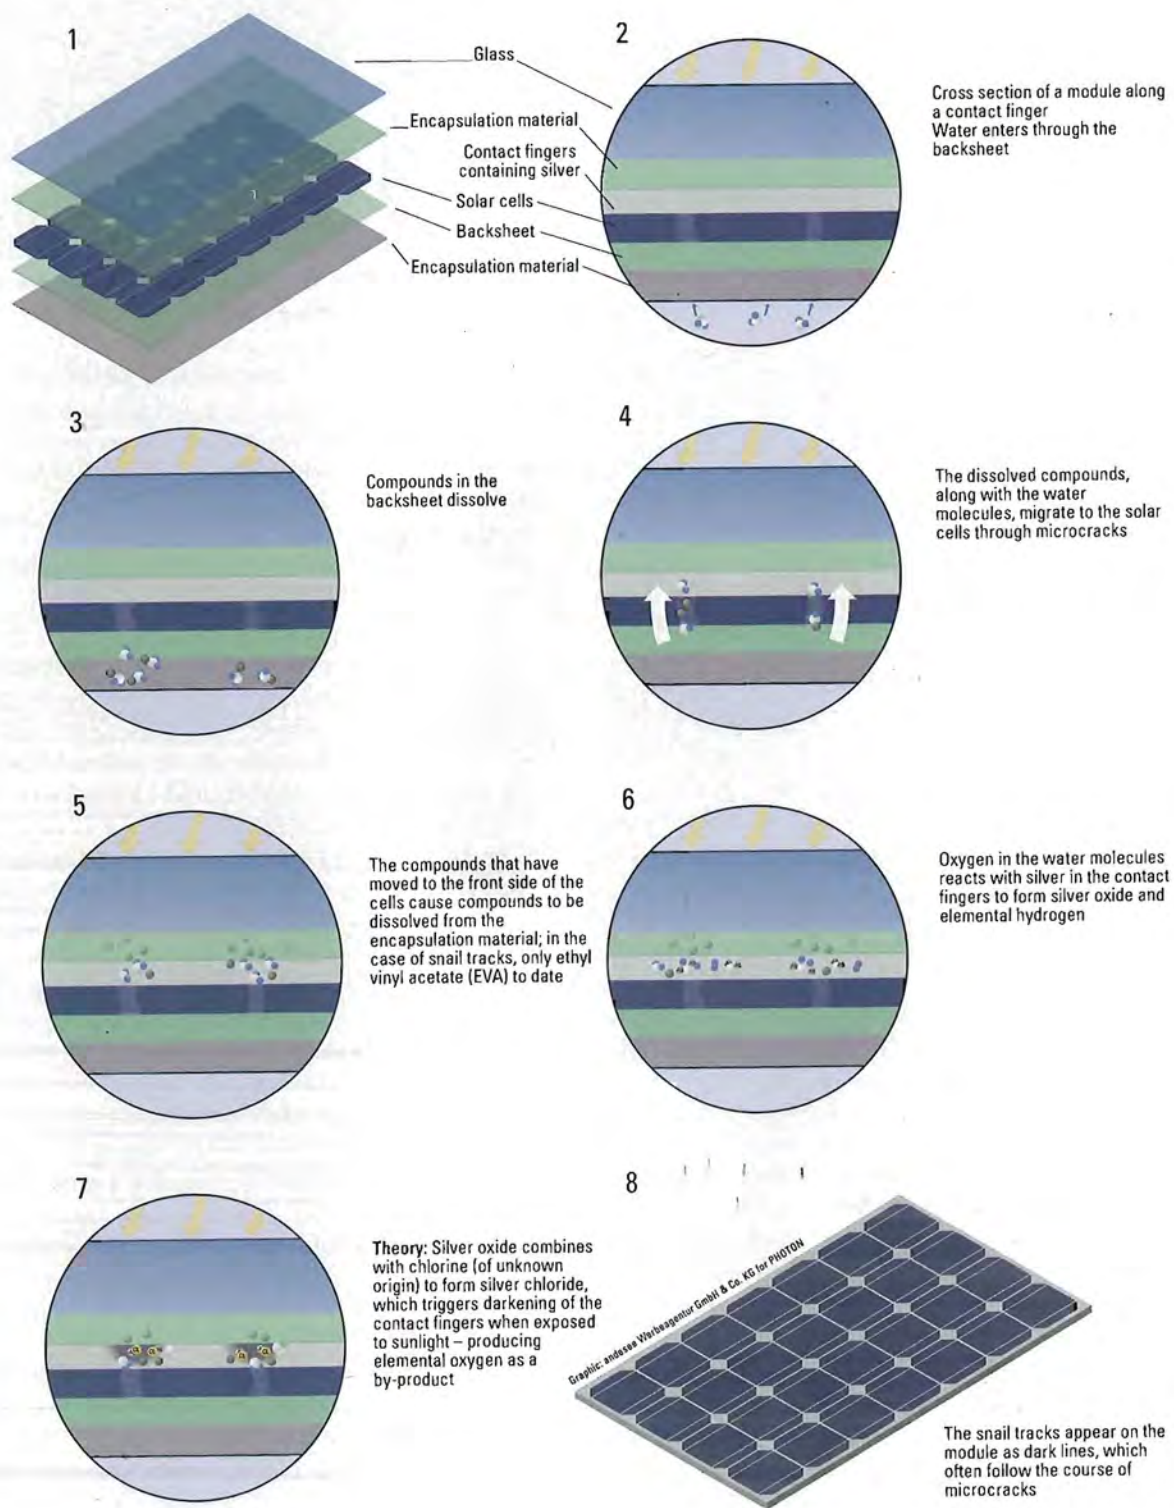 1
2
Glass
Encapsulation material
Contact fingers
containing silver
Solar cells
Backsheet
Encapsulation material
Cross section of a module along
a contact finger
Water enters through the
backsheet
3
Compounds in the
backsheet dissolve
4
The dissolved compounds,
along with the water
molecules, migrate to the solar
cells through microcracks
5
The compounds that have
moved to the front side of the
cells cause compounds to be
dissolved from the
encapsulation material; in the
case of snail tracks, only ethyl
vinyl acetate (EVA) to date
6
Oxygen in the water molecules
reacts with silver in the contact
fingers to form silver oxide and
elemental hydrogen
7
Theory: Silver oxide combines
with chlorine (of unknown
origin) to form silver chloride,
which triggers darkening of the
contact fingers when exposed
to sunlight – producing
elemental oxygen as a
by-product
8
Graphic: andesee Werbeagentur GmbH & Co. KG for PHOTON
The snail tracks appear on the
module as dark lines, which
often follow the course of
microcracks